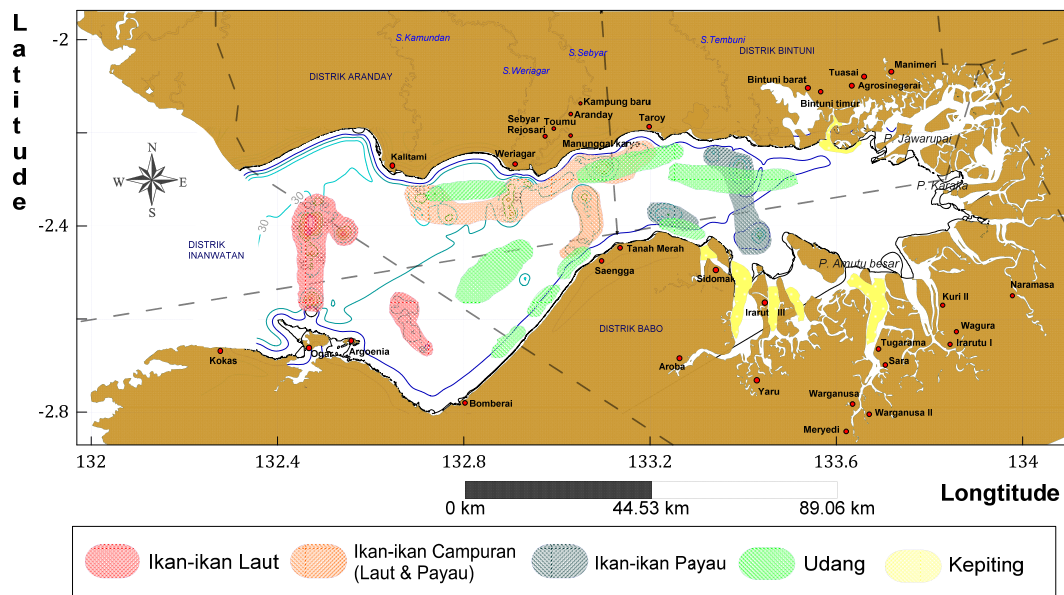 Latitude
-2
-2.4
-2.8
132
132.4
132.8
133.2
133.6
134
Longtitude
S.Kamundan
S.Sebyar
S.Tembuni
S.Weriagar
DISTRIK ARANDAY
DISTRIK BINTUNI
Manimeri
Tuasai
Bintuni barat
Agrosinegerai
Bintuni timur
Kampung baru
Aranday
Sebyar
Rejosari
Toumu
Taroy
Manunggal karya
Weriagar
Kalitami
P. Jawarupai
P. Karaka
N
W
E
S
30
30
DISTRIK
INANWATAN
Tanah Merah
Saengga
Sidomak
P. Amutu besar
Naramasa
Kuri II
Irarut
III
Wagura
Irarutu I
DISTRIK BABO
Tugarama
Sara
Aroba
Yaru
Kokas
Ogar
Argoenia
Bomberai
Warganusa
Warganusa II
Meryedi
0 km
44.53 km
89.06 km
Ikan-ikan Laut
Ikan-ikan Campuran
(Laut & Payau)
Ikan-ikan Payau
Udang
Kepiting